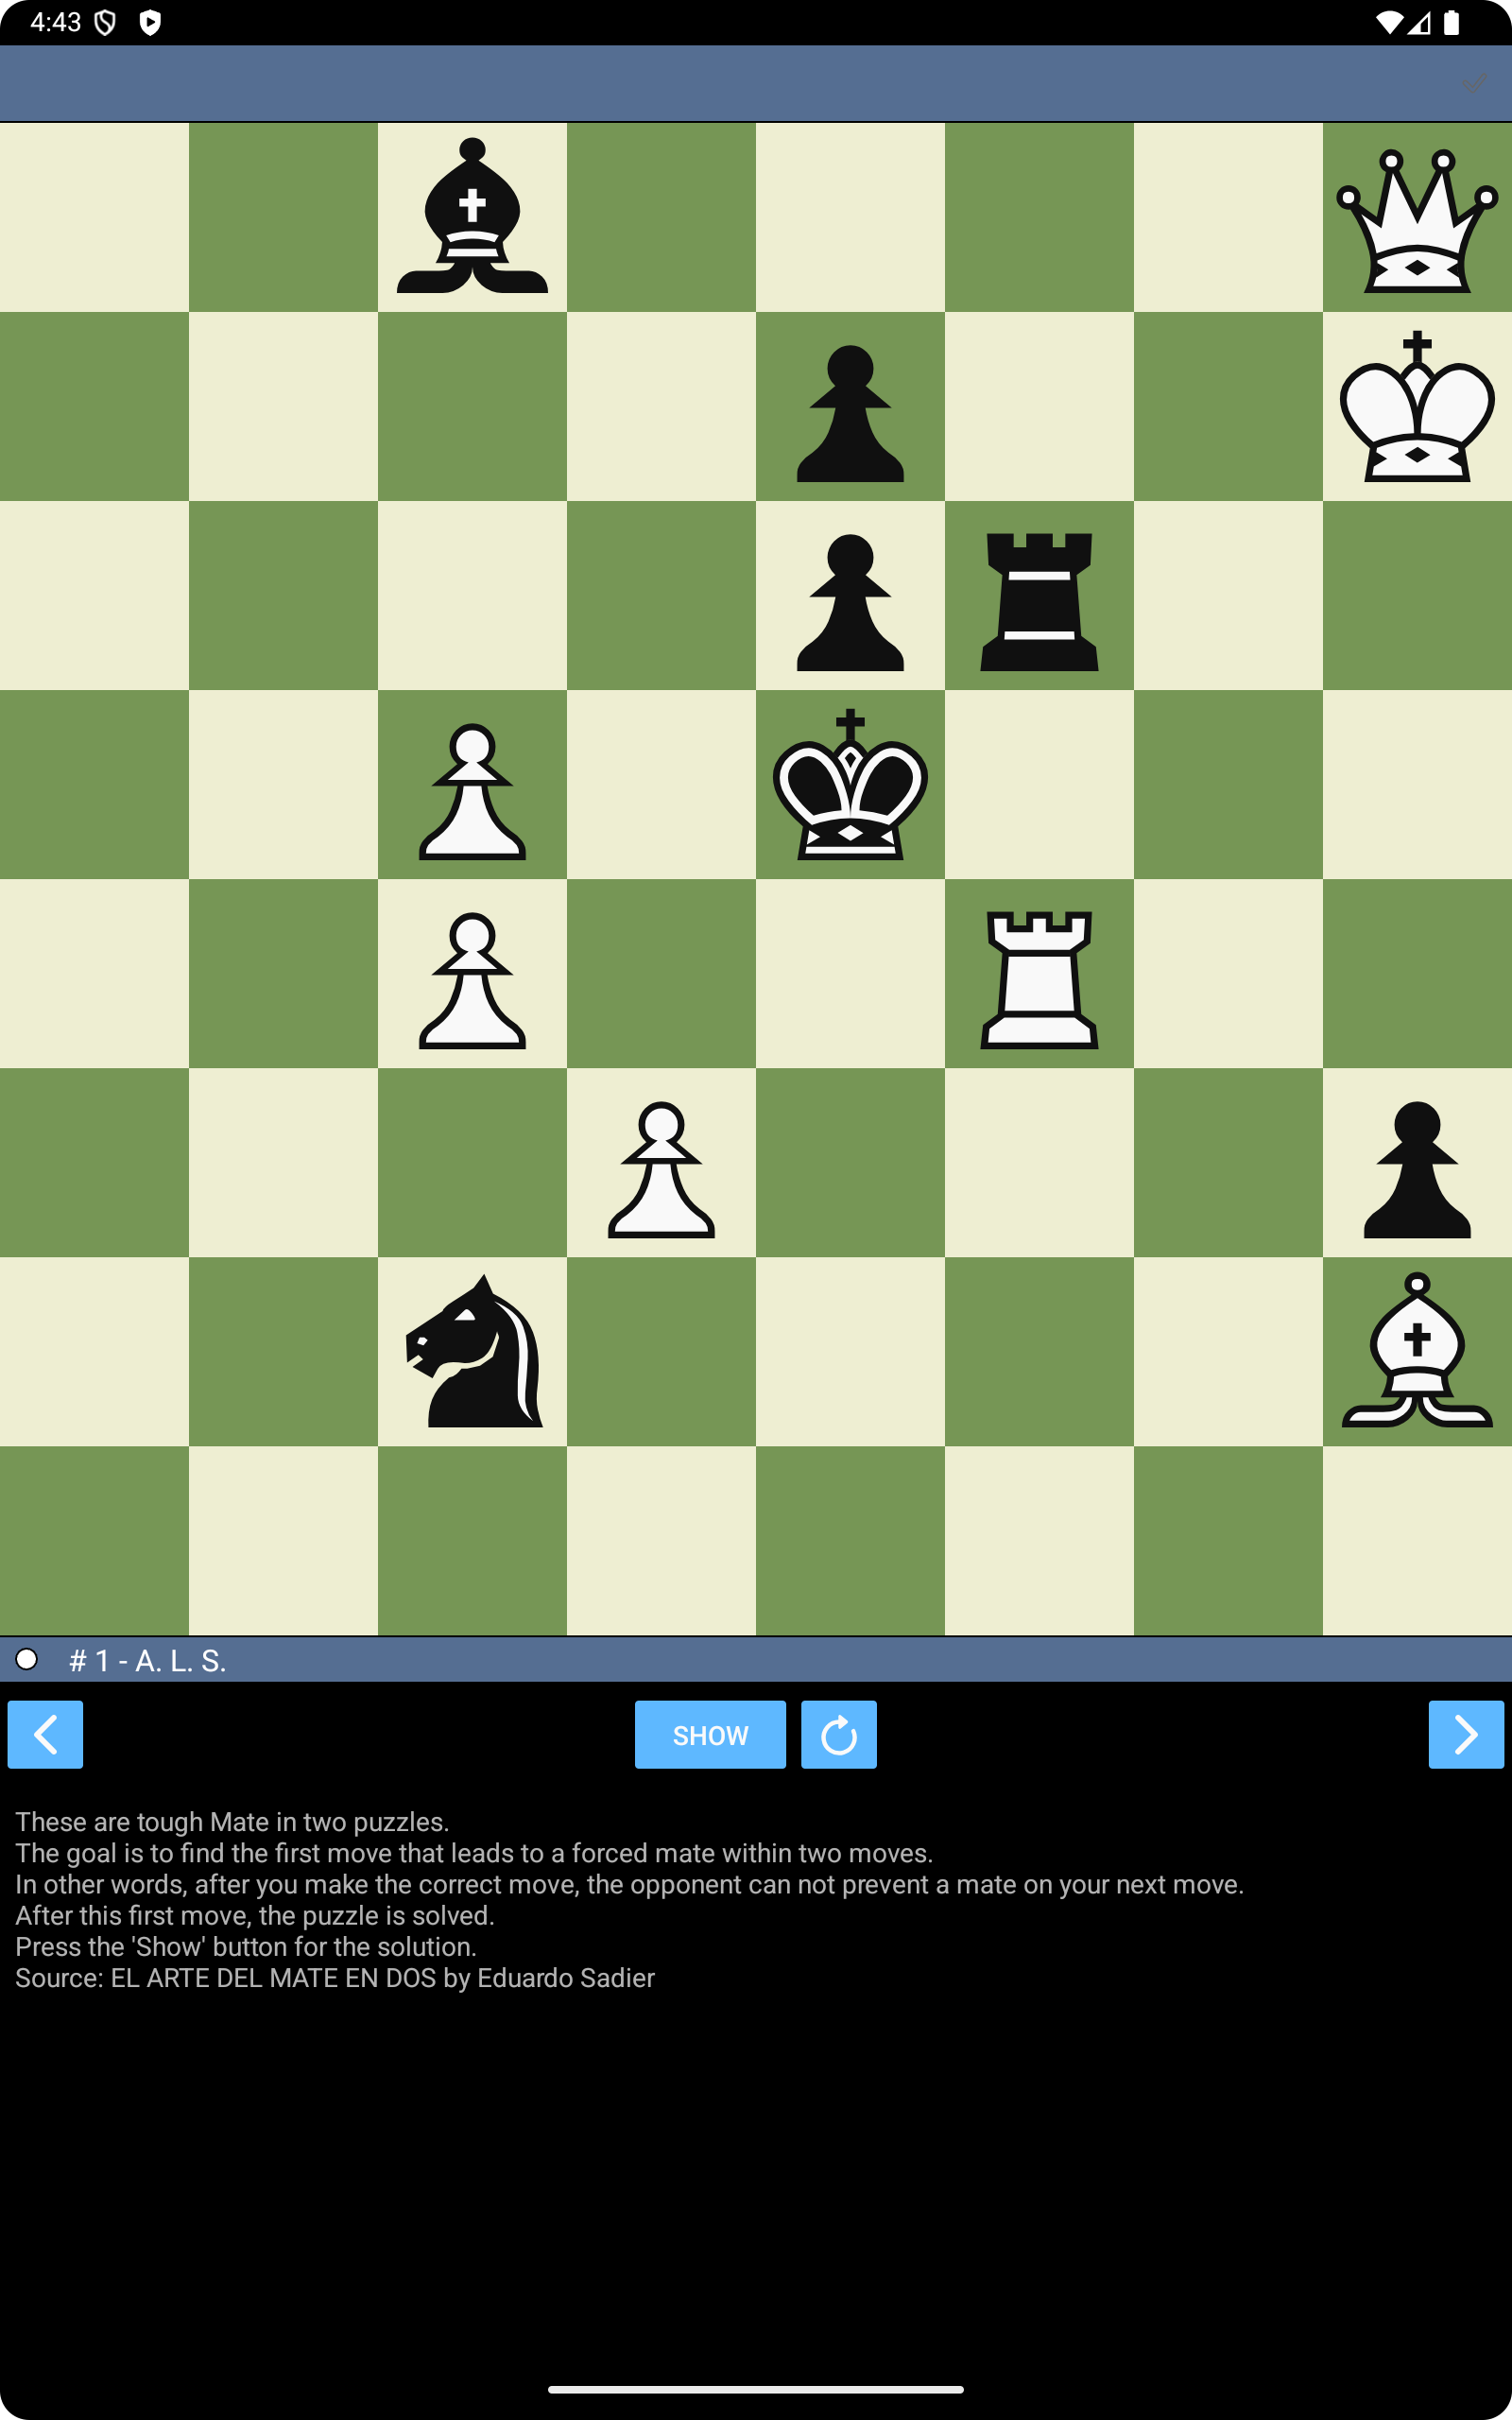 4:43
# 1 - A. L. S.
SHOW
These are tough Mate in two puzzles.
The goal is to find the first move that leads to a forced mate within two moves.
In other words, after you make the correct move, the opponent can not prevent a mate on your next move.
After this first move, the puzzle is solved.
Press the 'Show' button for the solution.
Source: EL ARTE DEL MATE EN DOS by Eduardo Sadier